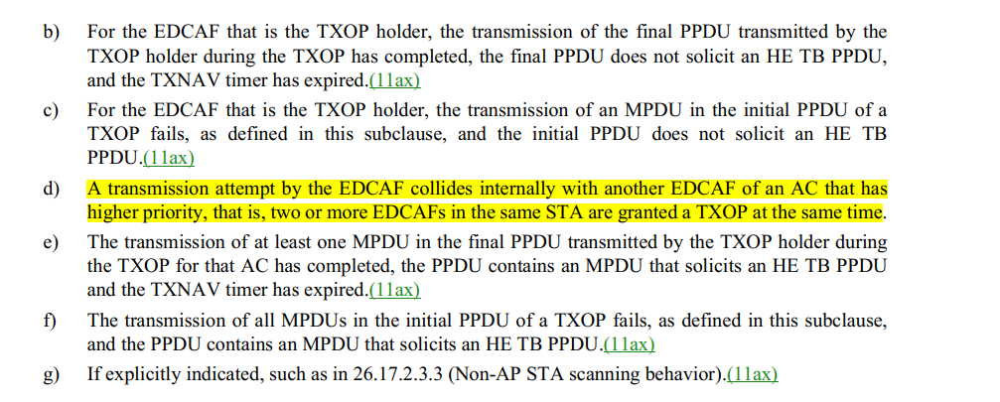 b) For the EDCAF that is the TXOP holder, the transmission of the final PPDU transmitted by the
TXOP holder during the TXOP has completed, the final PPDU does not solicit an HE TB PPDU,
and the TXNAV timer has expired.(11ax)
c) For the EDCAF that is the TXOP holder, the transmission of an MPDU in the initial PPDU of a
TXOP fails, as defined in this subclause, and the initial PPDU does not solicit an HE TB
PPDU.(11ax)
d) A transmission attempt by the EDCAF collides internally with another EDCAF of an AC that has
higher priority, that is, two or more EDCAFs in the same STA are granted a TXOP at the same time.
e) The transmission of at least one MPDU in the final PPDU transmitted by the TXOP holder during
the TXOP for that AC has completed, the PPDU contains an MPDU that solicits an HE TB PPDU
and the TXNAV timer has expired.(11ax)
f) The transmission of all MPDUs in the initial PPDU of a TXOP fails, as defined in this subclause,
and the PPDU contains an MPDU that solicits an HE TB PPDU.(11ax)
g) If explicitly indicated, such as in 26.17.2.3.3 (Non-AP STA scanning behavior).(11ax)